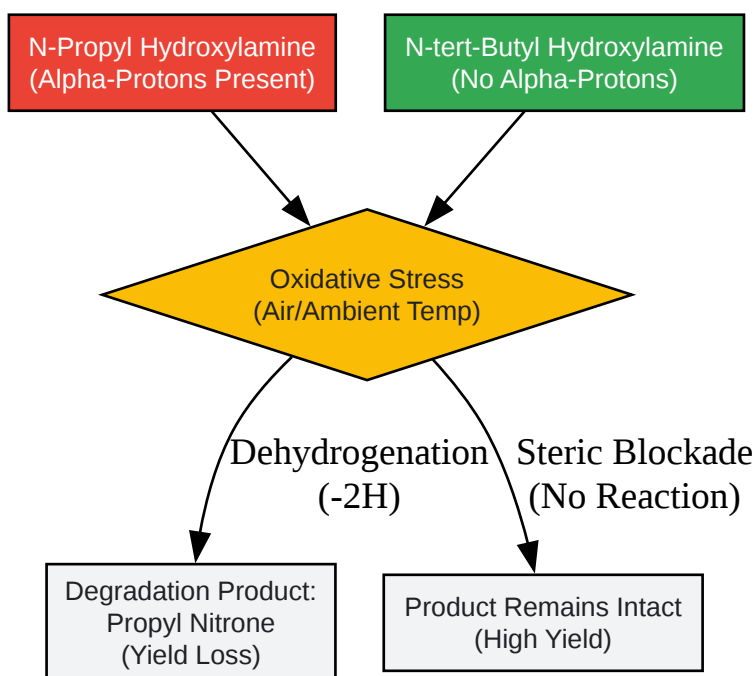 N-Propyl Hydroxylamine
(Alpha-Protons Present)
N-tert-Butyl Hydroxylamine
(No Alpha-Protons)
Oxidative Stress
(Air/Ambient Temp)
Dehydrogenation
(-2H)
Steric Blockade
(No Reaction)
Degradation Product:
Propyl Nitrone
(Yield Loss)
Product Remains Intact
(High Yield)